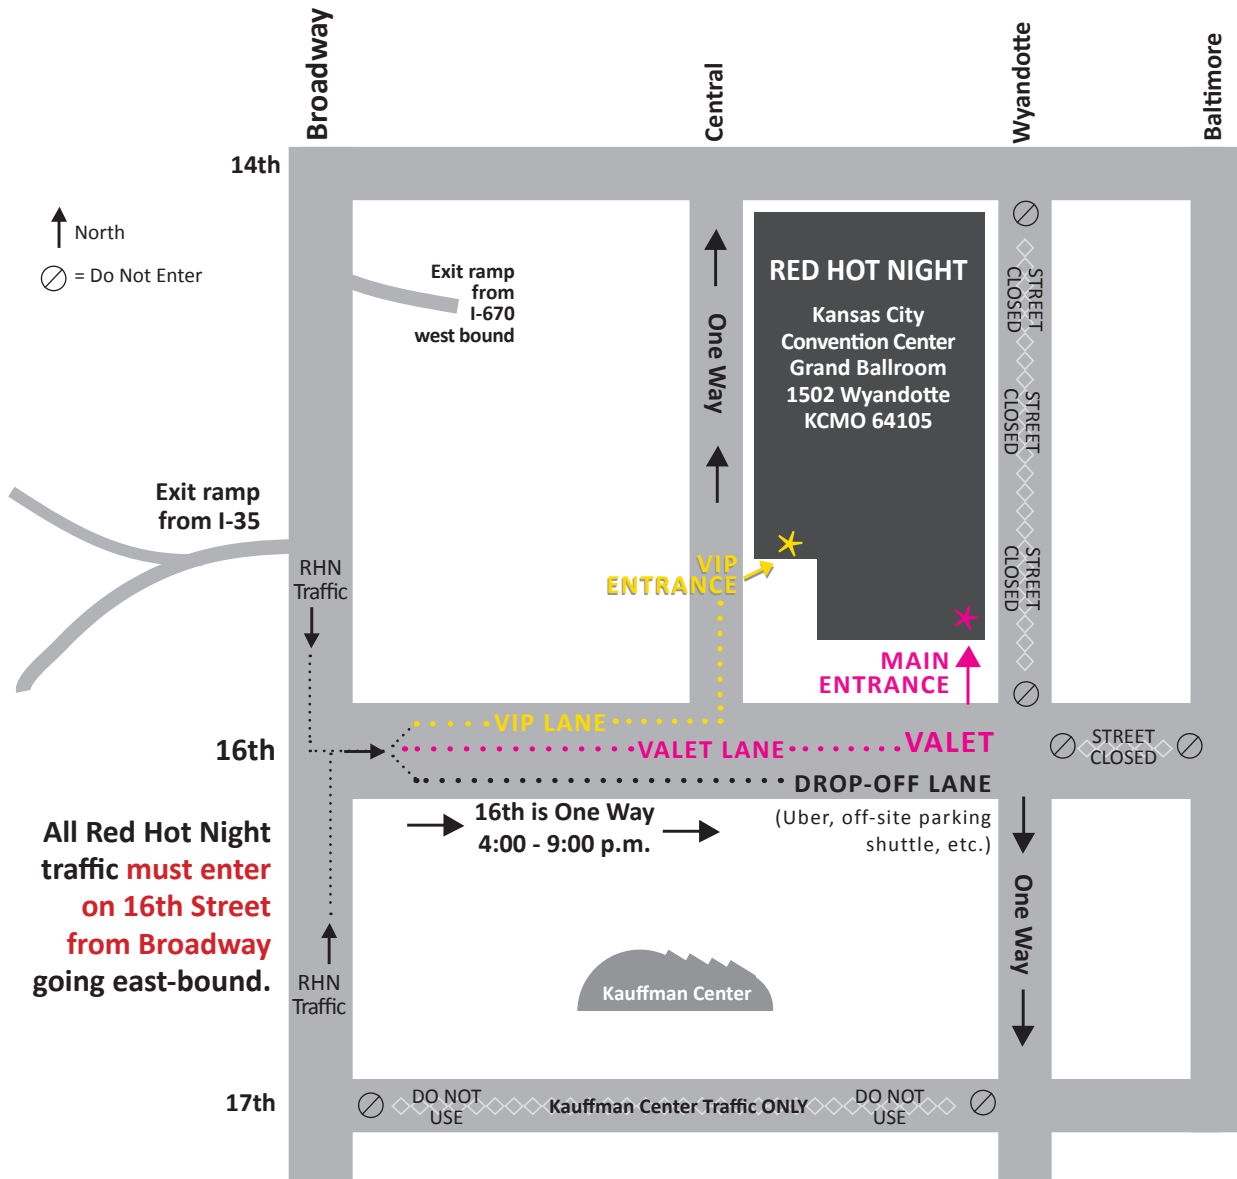 Broadway
Central
Wyandotte
Baltimore
14th
North
= Do Not Enter
Exit ramp
from
I-670
west bound
One Way
RED HOT NIGHT
Kansas City
Convention Center
Grand Ballroom
1502 Wyandotte
KCMO 64105
STREET
CLOSED
STREET
CLOSED
STREET
CLOSED
Exit ramp
from I-35
RHN
Traffic
VIP
ENTRANCE
MAIN
ENTRANCE
16th
VIP LANE
VALET LANE
VALET
STREET
CLOSED
DROP-OFF LANE
(Uber, off-site parking
shuttle, etc.)
16th is One Way
4:00 - 9:00 p.m.
All Red Hot Night
traffic must enter
on 16th Street
from Broadway
going east-bound.
One Way
RHN
Traffic
Kauffman Center
17th
DO NOT
USE
Kauffman Center Traffic ONLY
DO NOT
USE